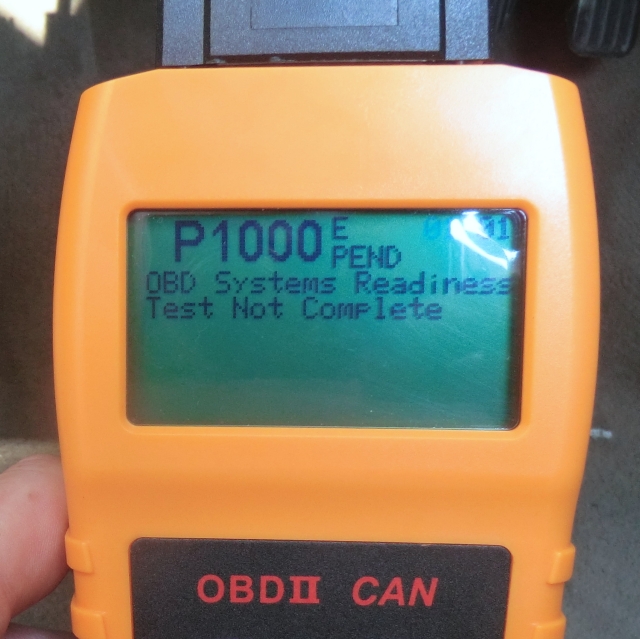 P1000 E
PEND
OBD Systems Readiness
Test Not Complete
OBDII CAN